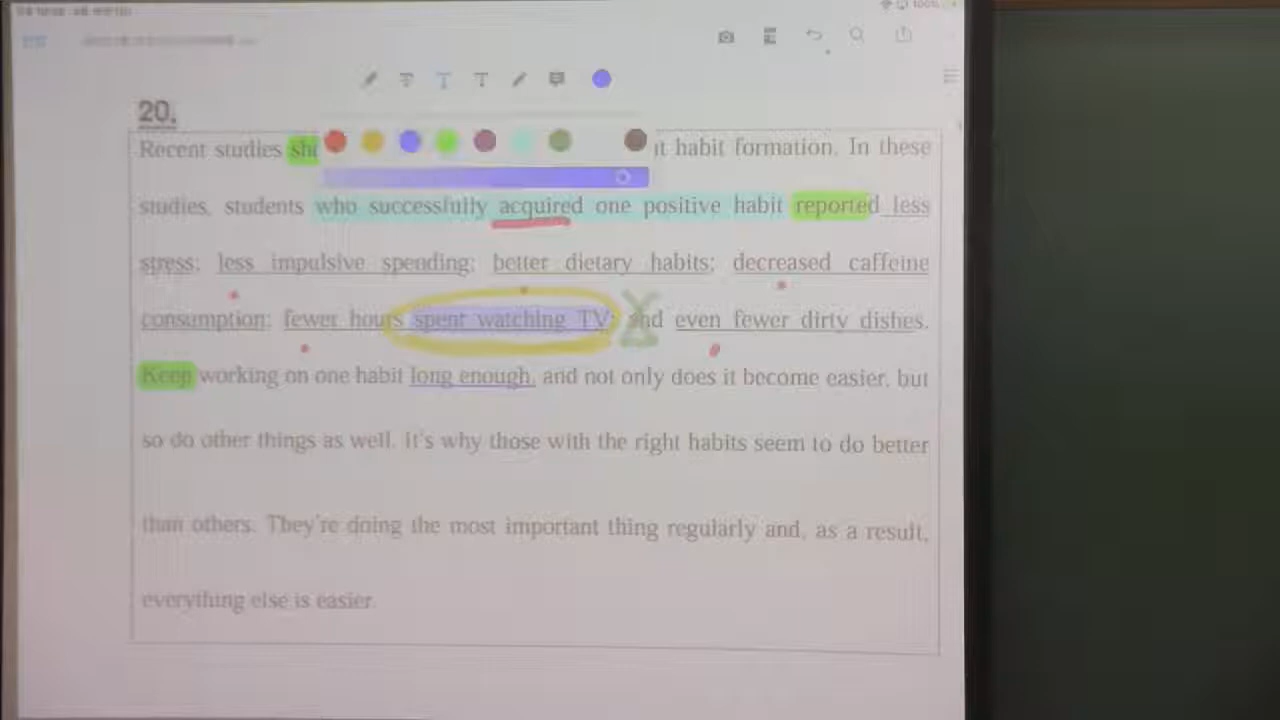 100%
20.
Recent studies
it habit formation. In these
studies, students who successfully acquired one positive habit reported less
stress; less impulsive spending; better dietary habits; decreased caffeine
consumption; fewer hours spent watching TV; and even fewer dirty dishes.
Keep working on one habit long enough, and not only does it become easier, but
so do other things as well. It's why those with the right habits seem to do better
than others. They're doing the most important thing regularly and, as a result,
everything else is easier.